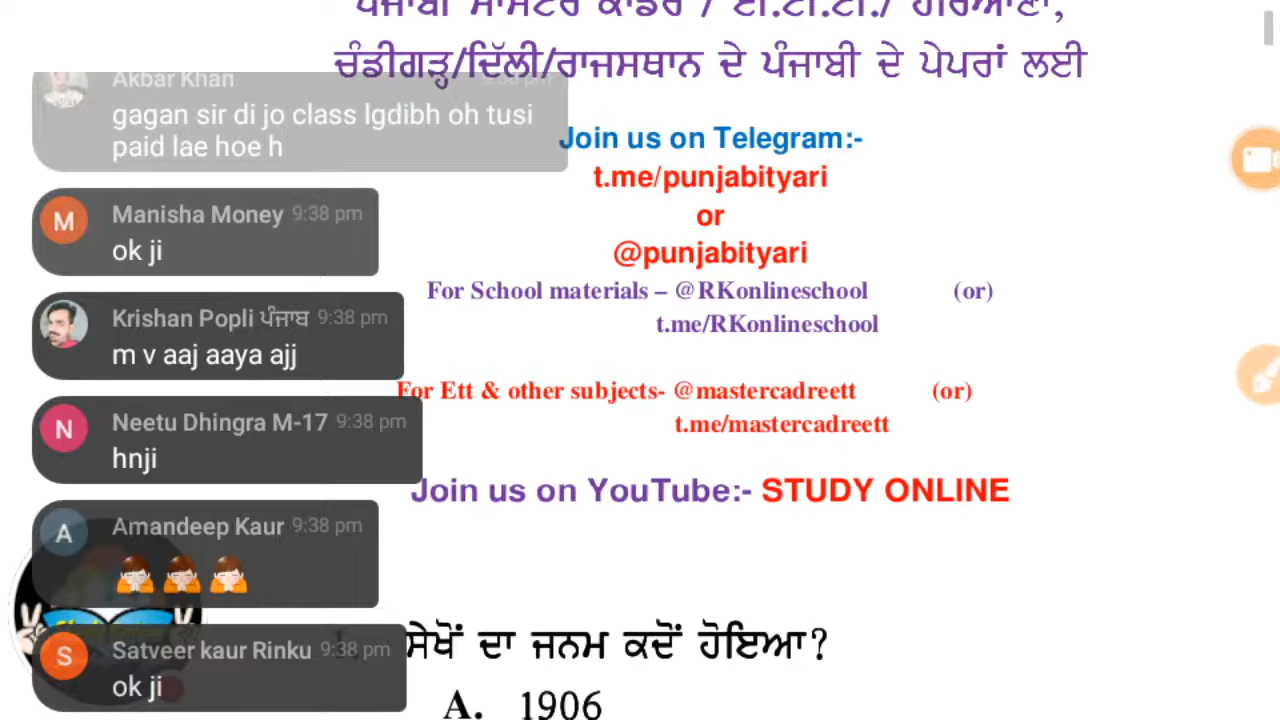 ਪੰਜਾਬੀ ਮਾਸਟਰ ਕਾਡਰ / ਈ.ਟੀ.ਟੀ./ ਹਰਿਆਣਾ,
ਚੰਡੀਗੜ੍ਹ/ਦਿੱਲੀ/ਰਾਜਸਥਾਨ ਦੇ ਪੰਜਾਬੀ ਦੇ ਪੇਪਰਾਂ ਲਈ
Join us on Telegram:-
t.me/punjabityari
or
@punjabityari
For School materials – @RKonlineschool (or)
t.me/RKonlineschool
For Ett & other subjects- @mastercadreett (or)
t.me/mastercadreett
Join us on YouTube:- STUDY ONLINE
ਸੇਖੋਂ ਦਾ ਜਨਮ ਕਦੋਂ ਹੋਇਆ?
A. 1906
Akbar Khan
gagan sir di jo class lgdibh oh tusi
paid lae hoe h
M
Manisha Money 9:38 pm
ok ji
Krishan Popli ਪੰਜਾਬ 9:38 pm
m v aaj aaya ajj
N
Neetu Dhingra M-17 9:38 pm
hnji
A
Amandeep Kaur 9:38 pm
S
Satveer kaur Rinku 9:38 pm
ok ji